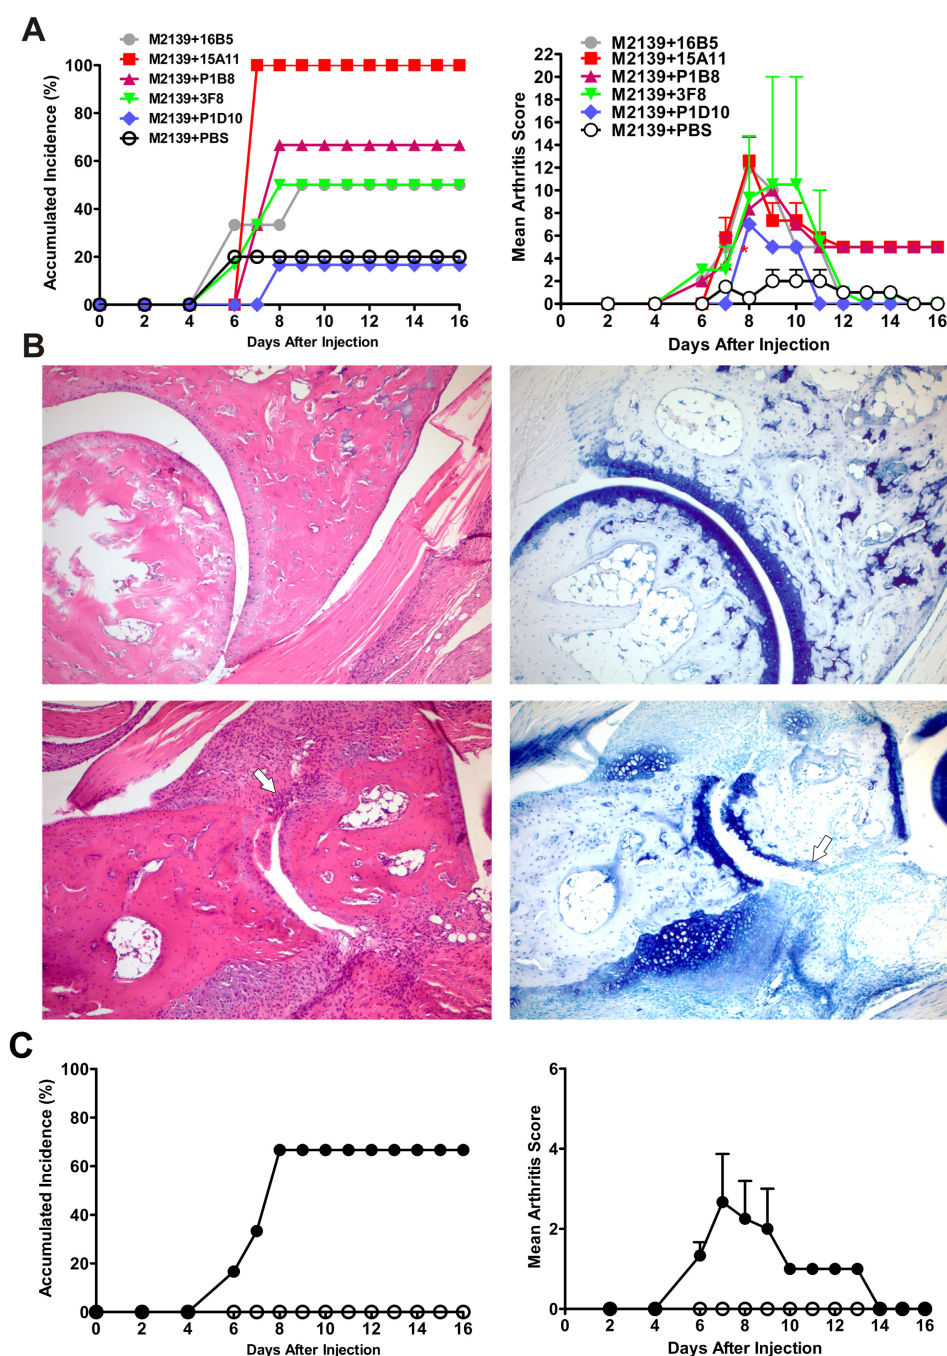 A
M2139+16B5
M2139+15A11
M2139+P1B8
M2139+3F8
M2139+P1D10
M2139+PBS
Accumulated Incidence (%)
100
80
60
40
20
0
0 2 4 6 8 10 12 14 16
Days After Injection
M2139+16B5
M2139+15A11
M2139+P1B8
M2139+3F8
M2139+P1D10
M2139+PBS
Mean Arthritis Score
22
20
18
16
14
12
10
8
6
4
2
0
*
0 2 4 6 8 10 12 14 16
Days After Injection
B
C
Accumulated Incidence (%)
100
80
60
40
20
0
0 2 4 6 8 10 12 14 16
Days After Injection
Mean Arthritis Score
6
4
2
0
0 2 4 6 8 10 12 14 16
Days After Injection